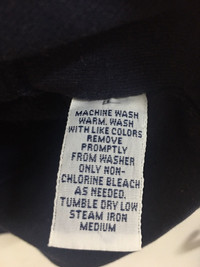 MACHINE WASH
WARM. WASH
WITH LIKE COLORS
REMOVE
PROMPTLY
FROM WASHER
ONLY NON-
CHLORINE BLEACH
AS NEEDED.
TUMBLE DRY LOW
STEAM IRON
MEDIUM